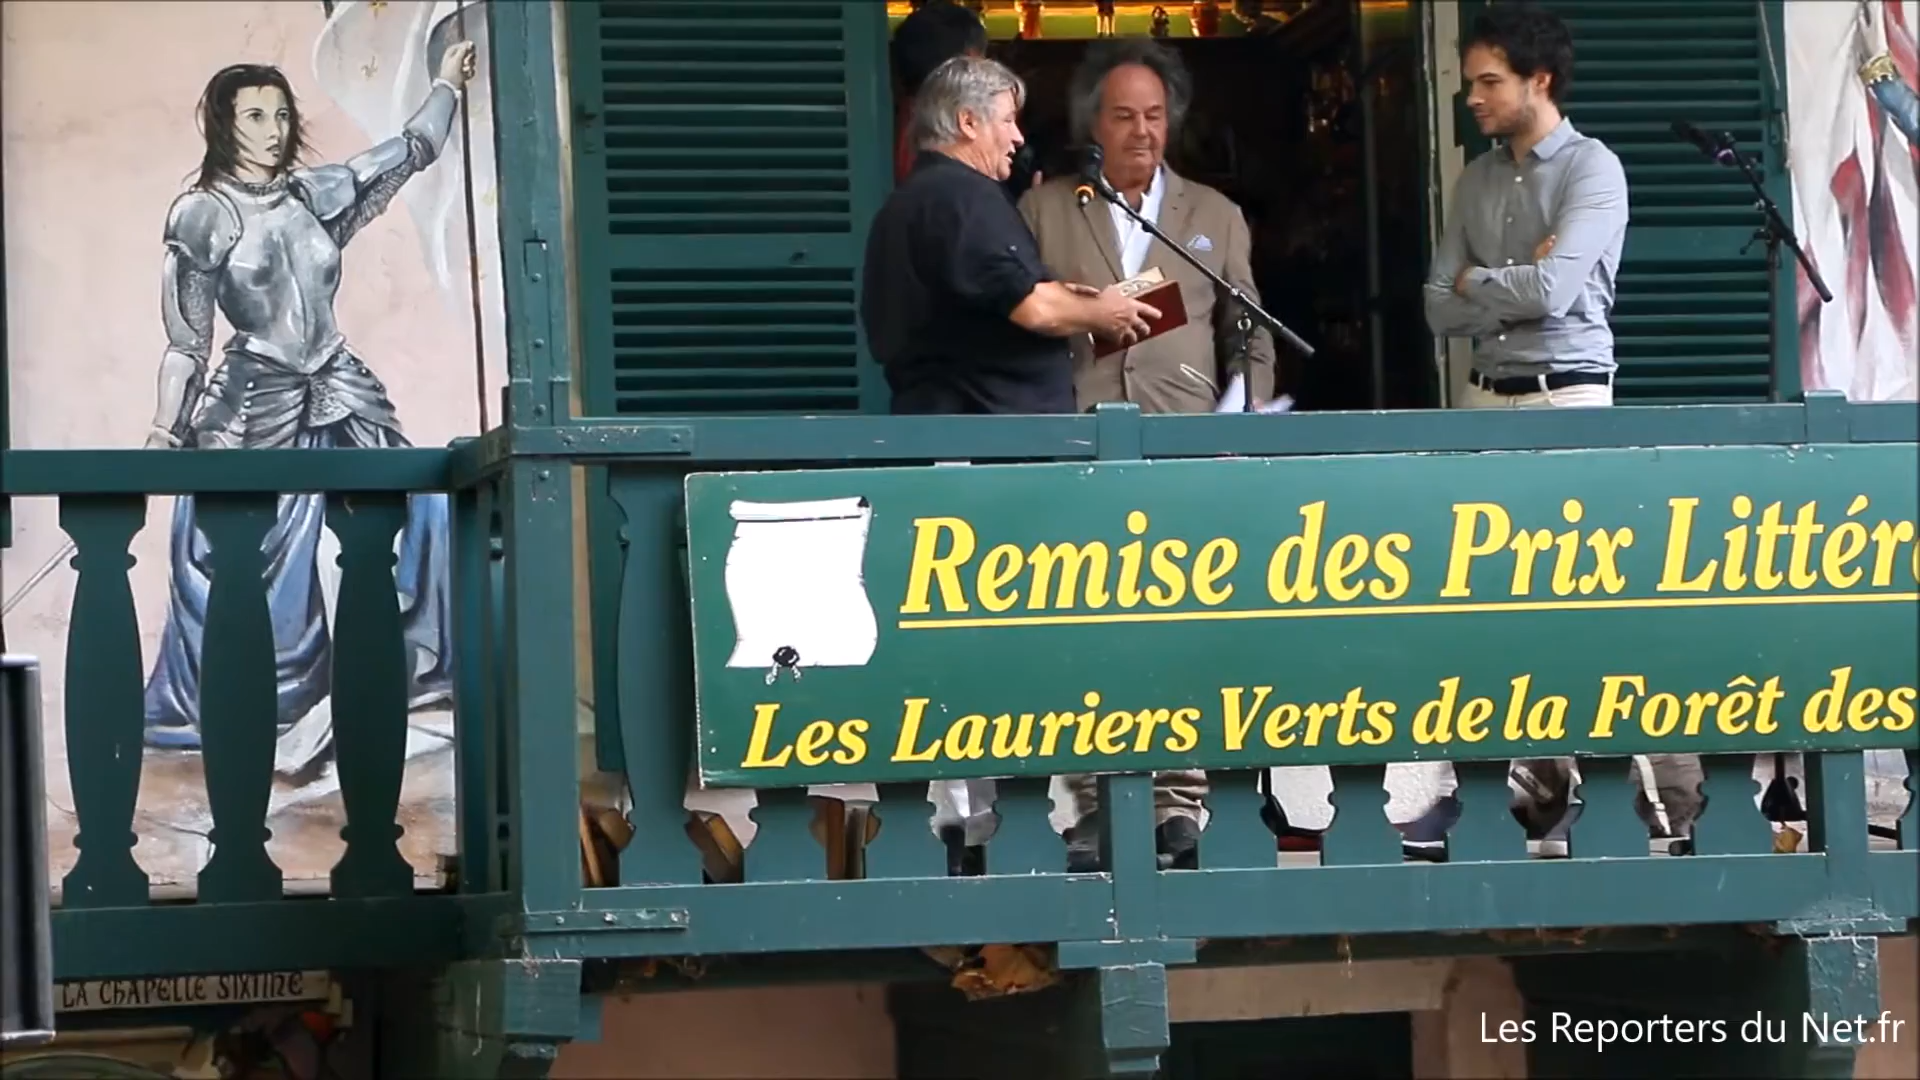 Remise des Prix Littér
Les Lauriers Verts de la Forêt des
LA CHAPELLE SIXTINE
Les Reporters du Net.fr